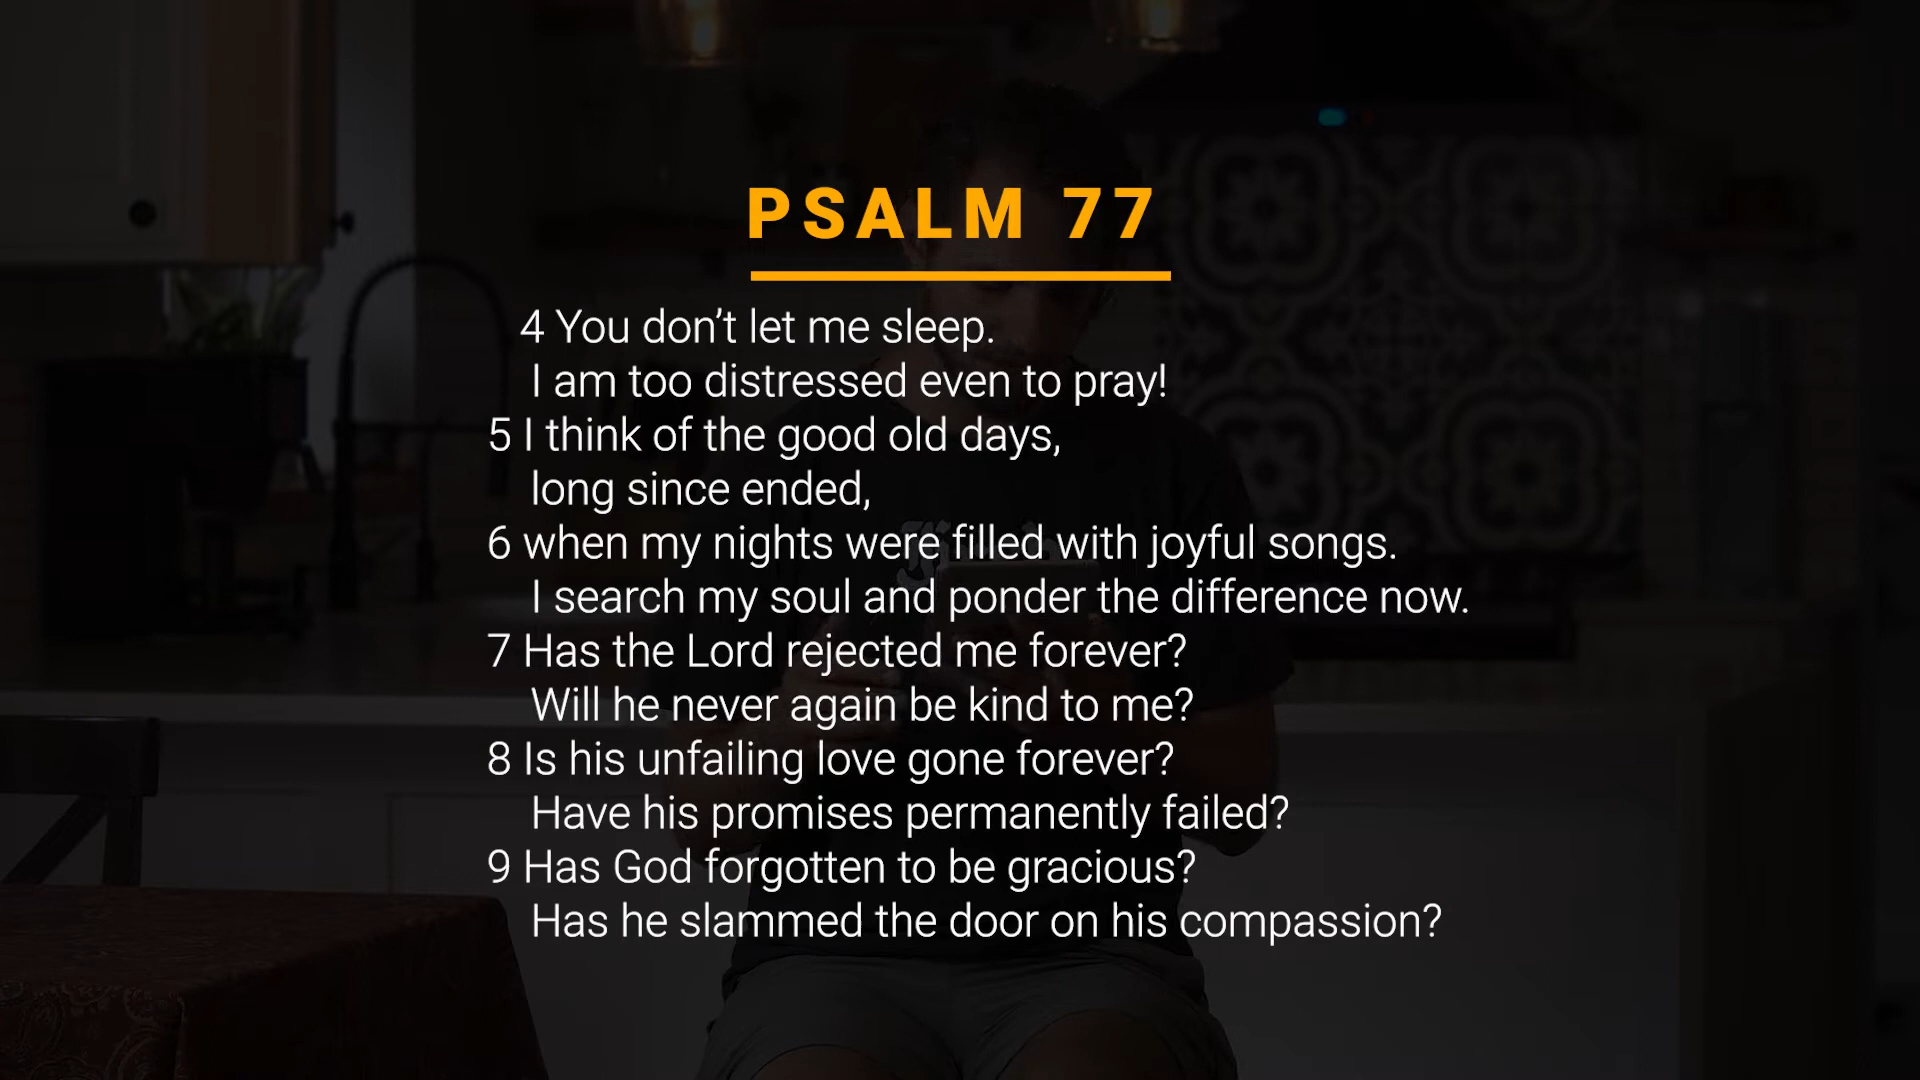 PSALM 77
4 You don’t let me sleep.
I am too distressed even to pray!
5 I think of the good old days,
long since ended,
6 when my nights were filled with joyful songs.
I search my soul and ponder the difference now.
7 Has the Lord rejected me forever?
Will he never again be kind to me?
8 Is his unfailing love gone forever?
Have his promises permanently failed?
9 Has God forgotten to be gracious?
Has he slammed the door on his compassion?